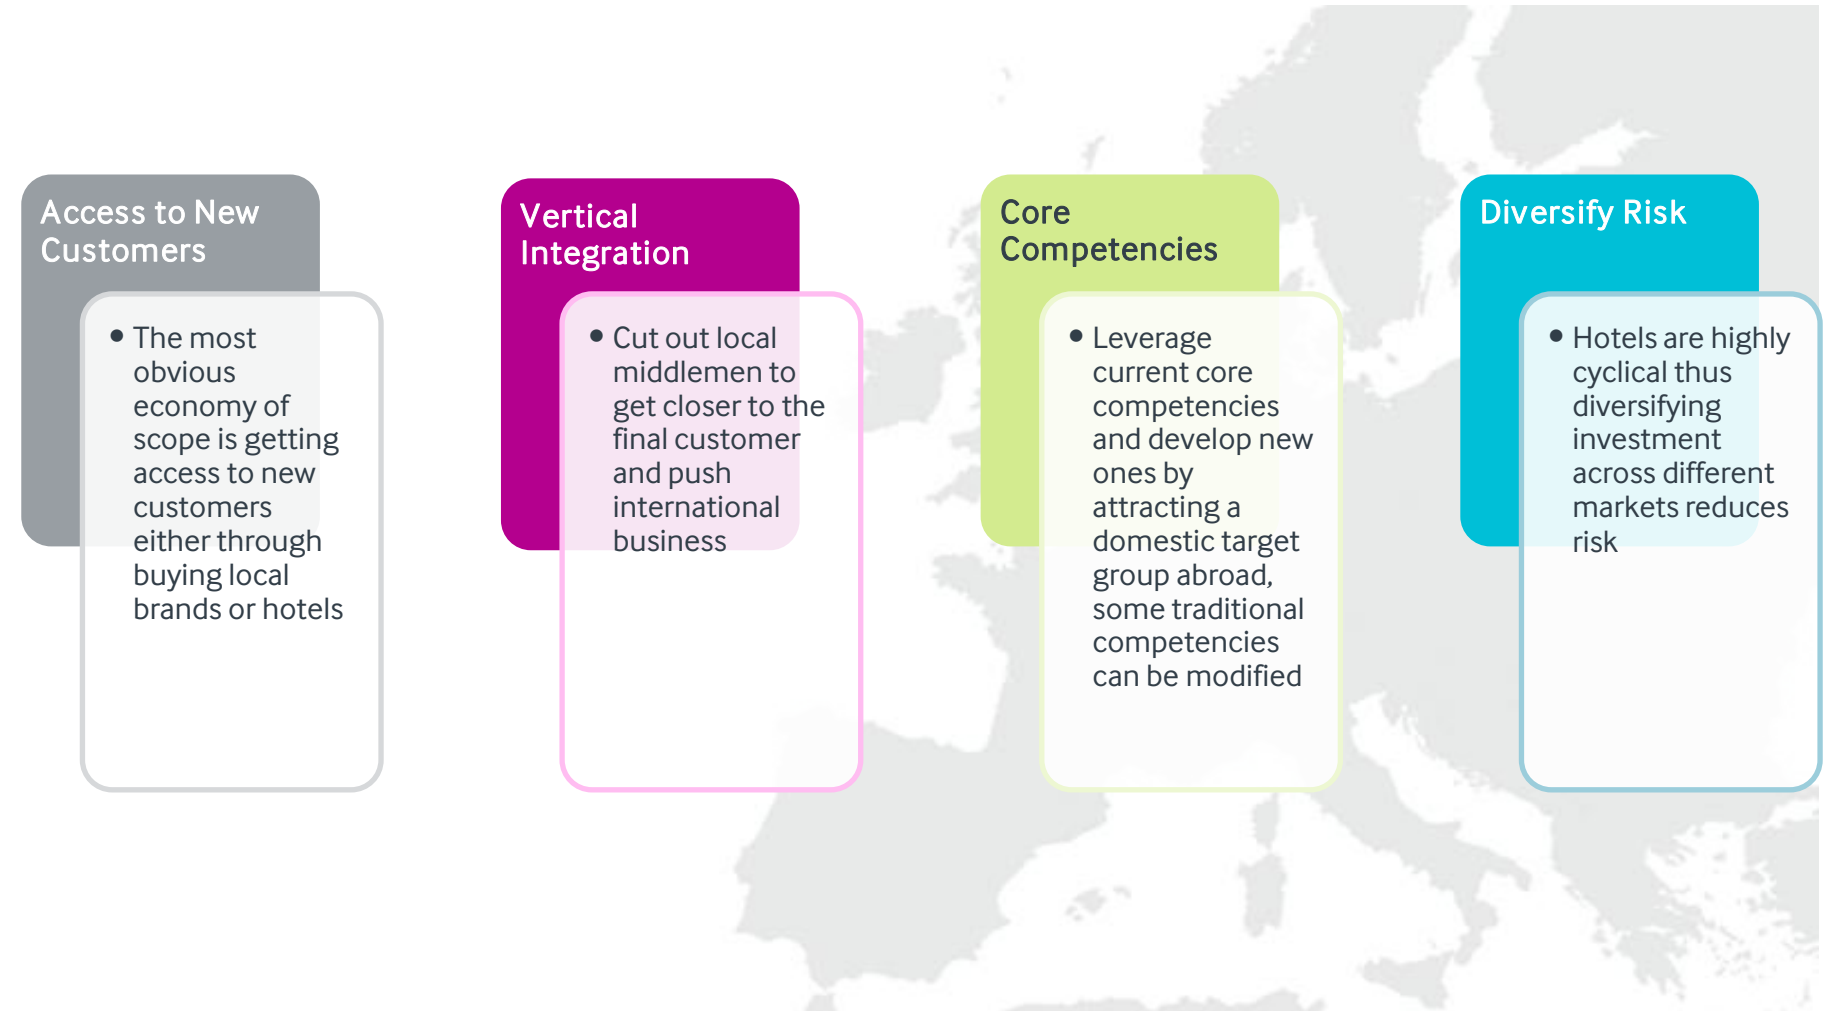 Access to New
Customers
• The most
obvious
economy of
scope is getting
access to new
customers
either through
buying local
brands or hotels
Vertical
Integration
• Cut out local
middlemen to
get closer to the
final customer
and push
international
business
Core
Competencies
• Leverage
current core
competencies
and develop new
ones by
attracting a
domestic target
group abroad,
some traditional
competencies
can be modified
Diversify Risk
• Hotels are highly
cyclical thus
diversifying
investment
across different
markets reduces
risk